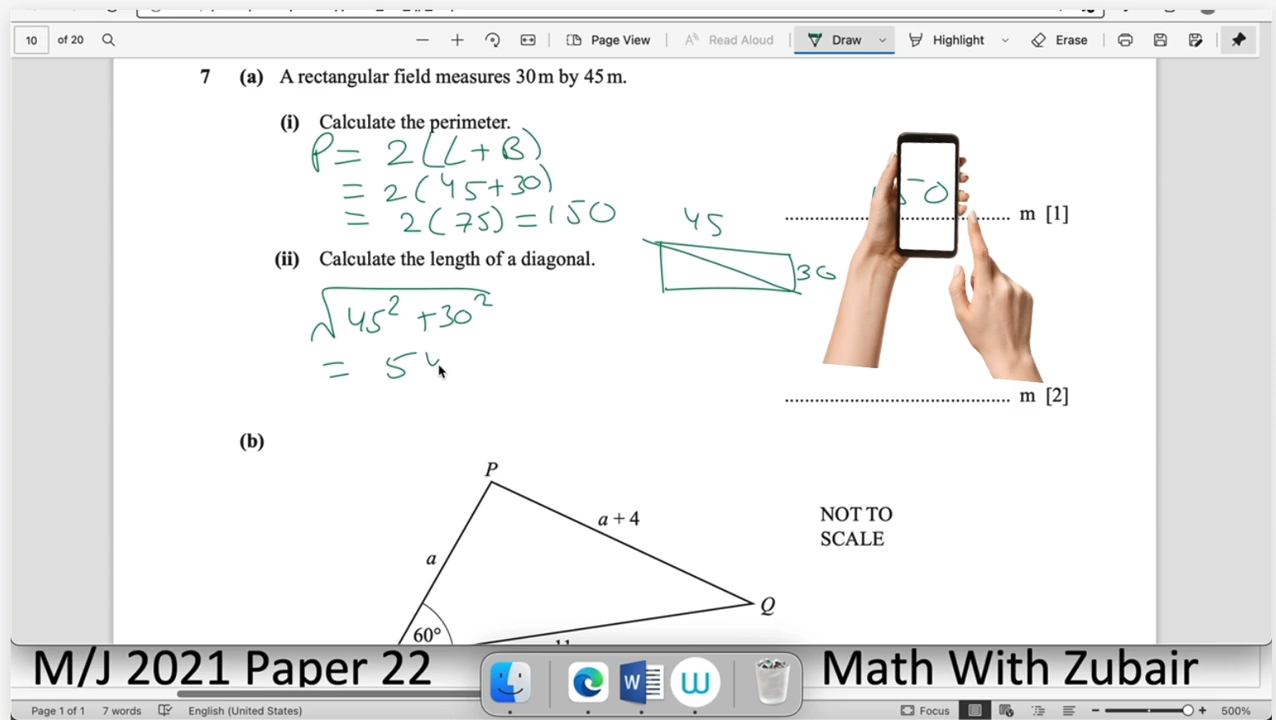 10 of 20 Page View Read Aloud Draw Highlight Erase
7 (a) A rectangular field measures 30 m by 45 m.
(i) Calculate the perimeter.
P = 2(L+B)
= 2(45+30)
= 2(75) = 150
50
.......................................... m [1]
45
30
(ii) Calculate the length of a diagonal.
√45² +30²
= 54
.......................................... m [2]
(b)
P
a + 4
NOT TO
SCALE
a
Q
60°
M/J 2021 Paper 22
Math With Zubair
Page 1 of 1 7 words English (United States) Focus 500%